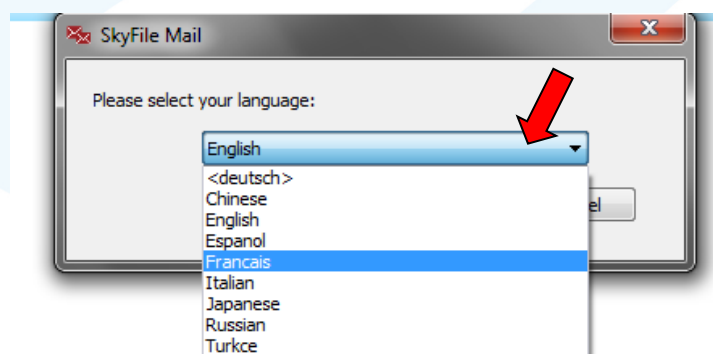 SkyFile Mail
Please select your language:
English
<deutsch>
Chinese
English
Espanol
Francais
Italian
Japanese
Russian
Turkce